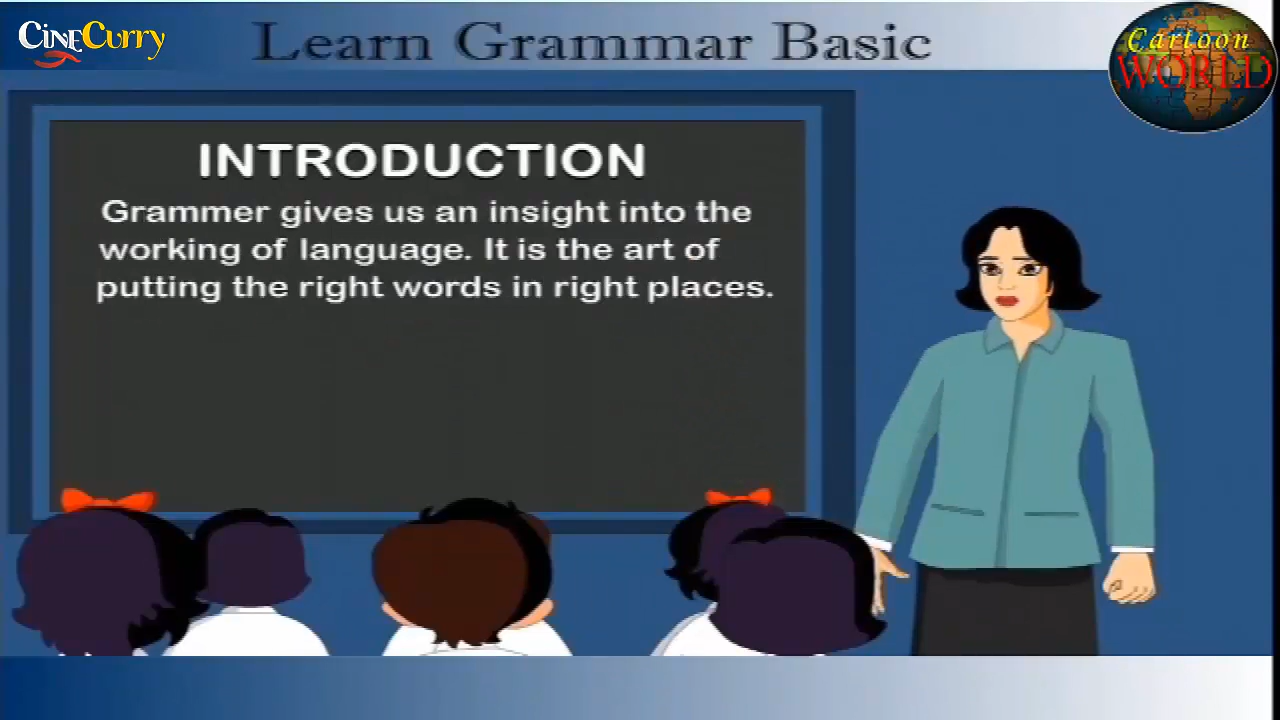 CineCurry
Learn Grammar Basic
Cartoon
WORLD
INTRODUCTION
Grammer gives us an insight into the
working of language. It is the art of
putting the right words in right places.